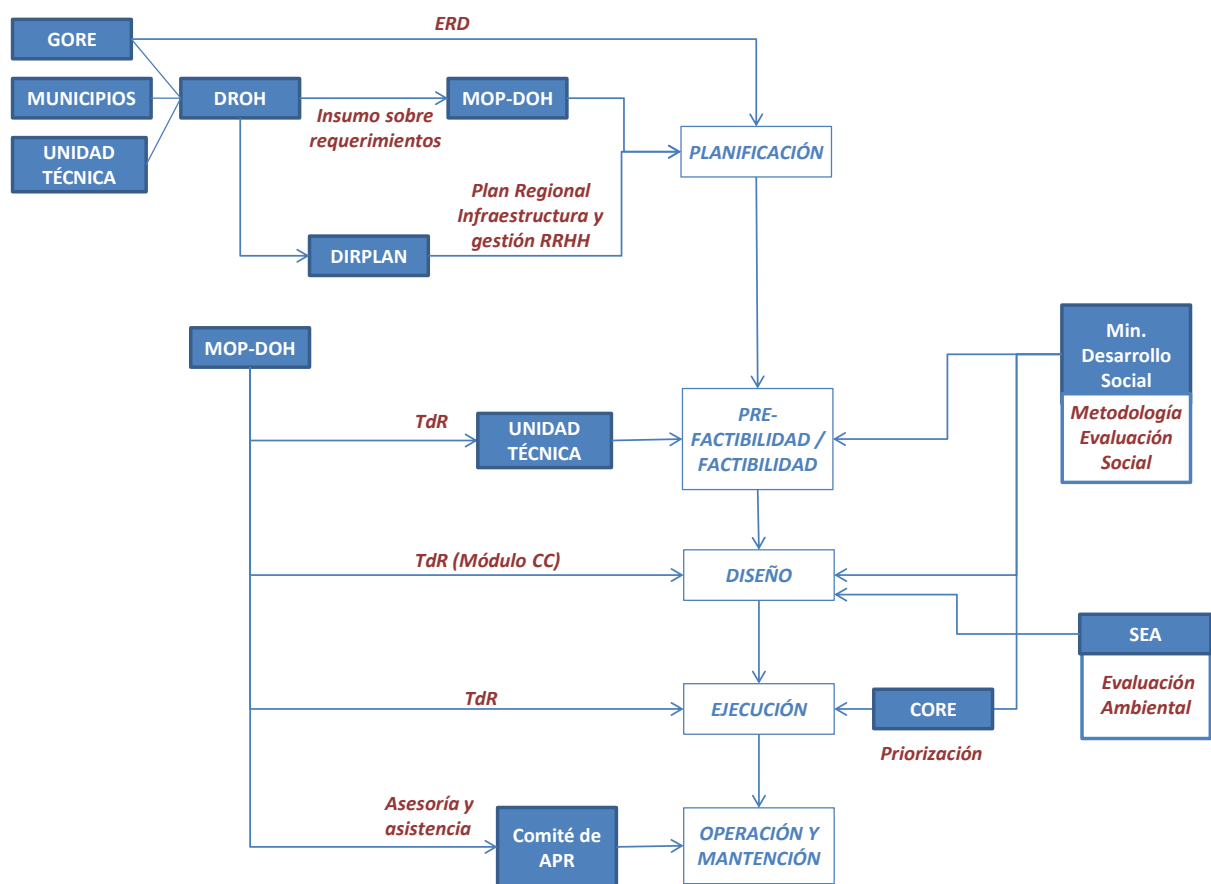 ERD
GORE
MUNICIPIOS
DROH
MOP-DOH
Insumo sobre
requerimientos
UNIDAD
TÉCNICA
PLANIFICACIÓN
Plan Regional
Infraestructura y
gestión RRHH
DIRPLAN
MOP-DOH
Min.
Desarrollo
Social
Metodología
Evaluación
Social
TdR
UNIDAD
TÉCNICA
PRE-
FACTIBILIDAD /
FACTIBILIDAD
TdR (Módulo CC)
DISEÑO
SEA
Evaluación
Ambiental
TdR
EJECUCIÓN
CORE
Priorización
Asesoría y
asistencia
Comité de
APR
OPERACIÓN Y
MANTENCIÓN